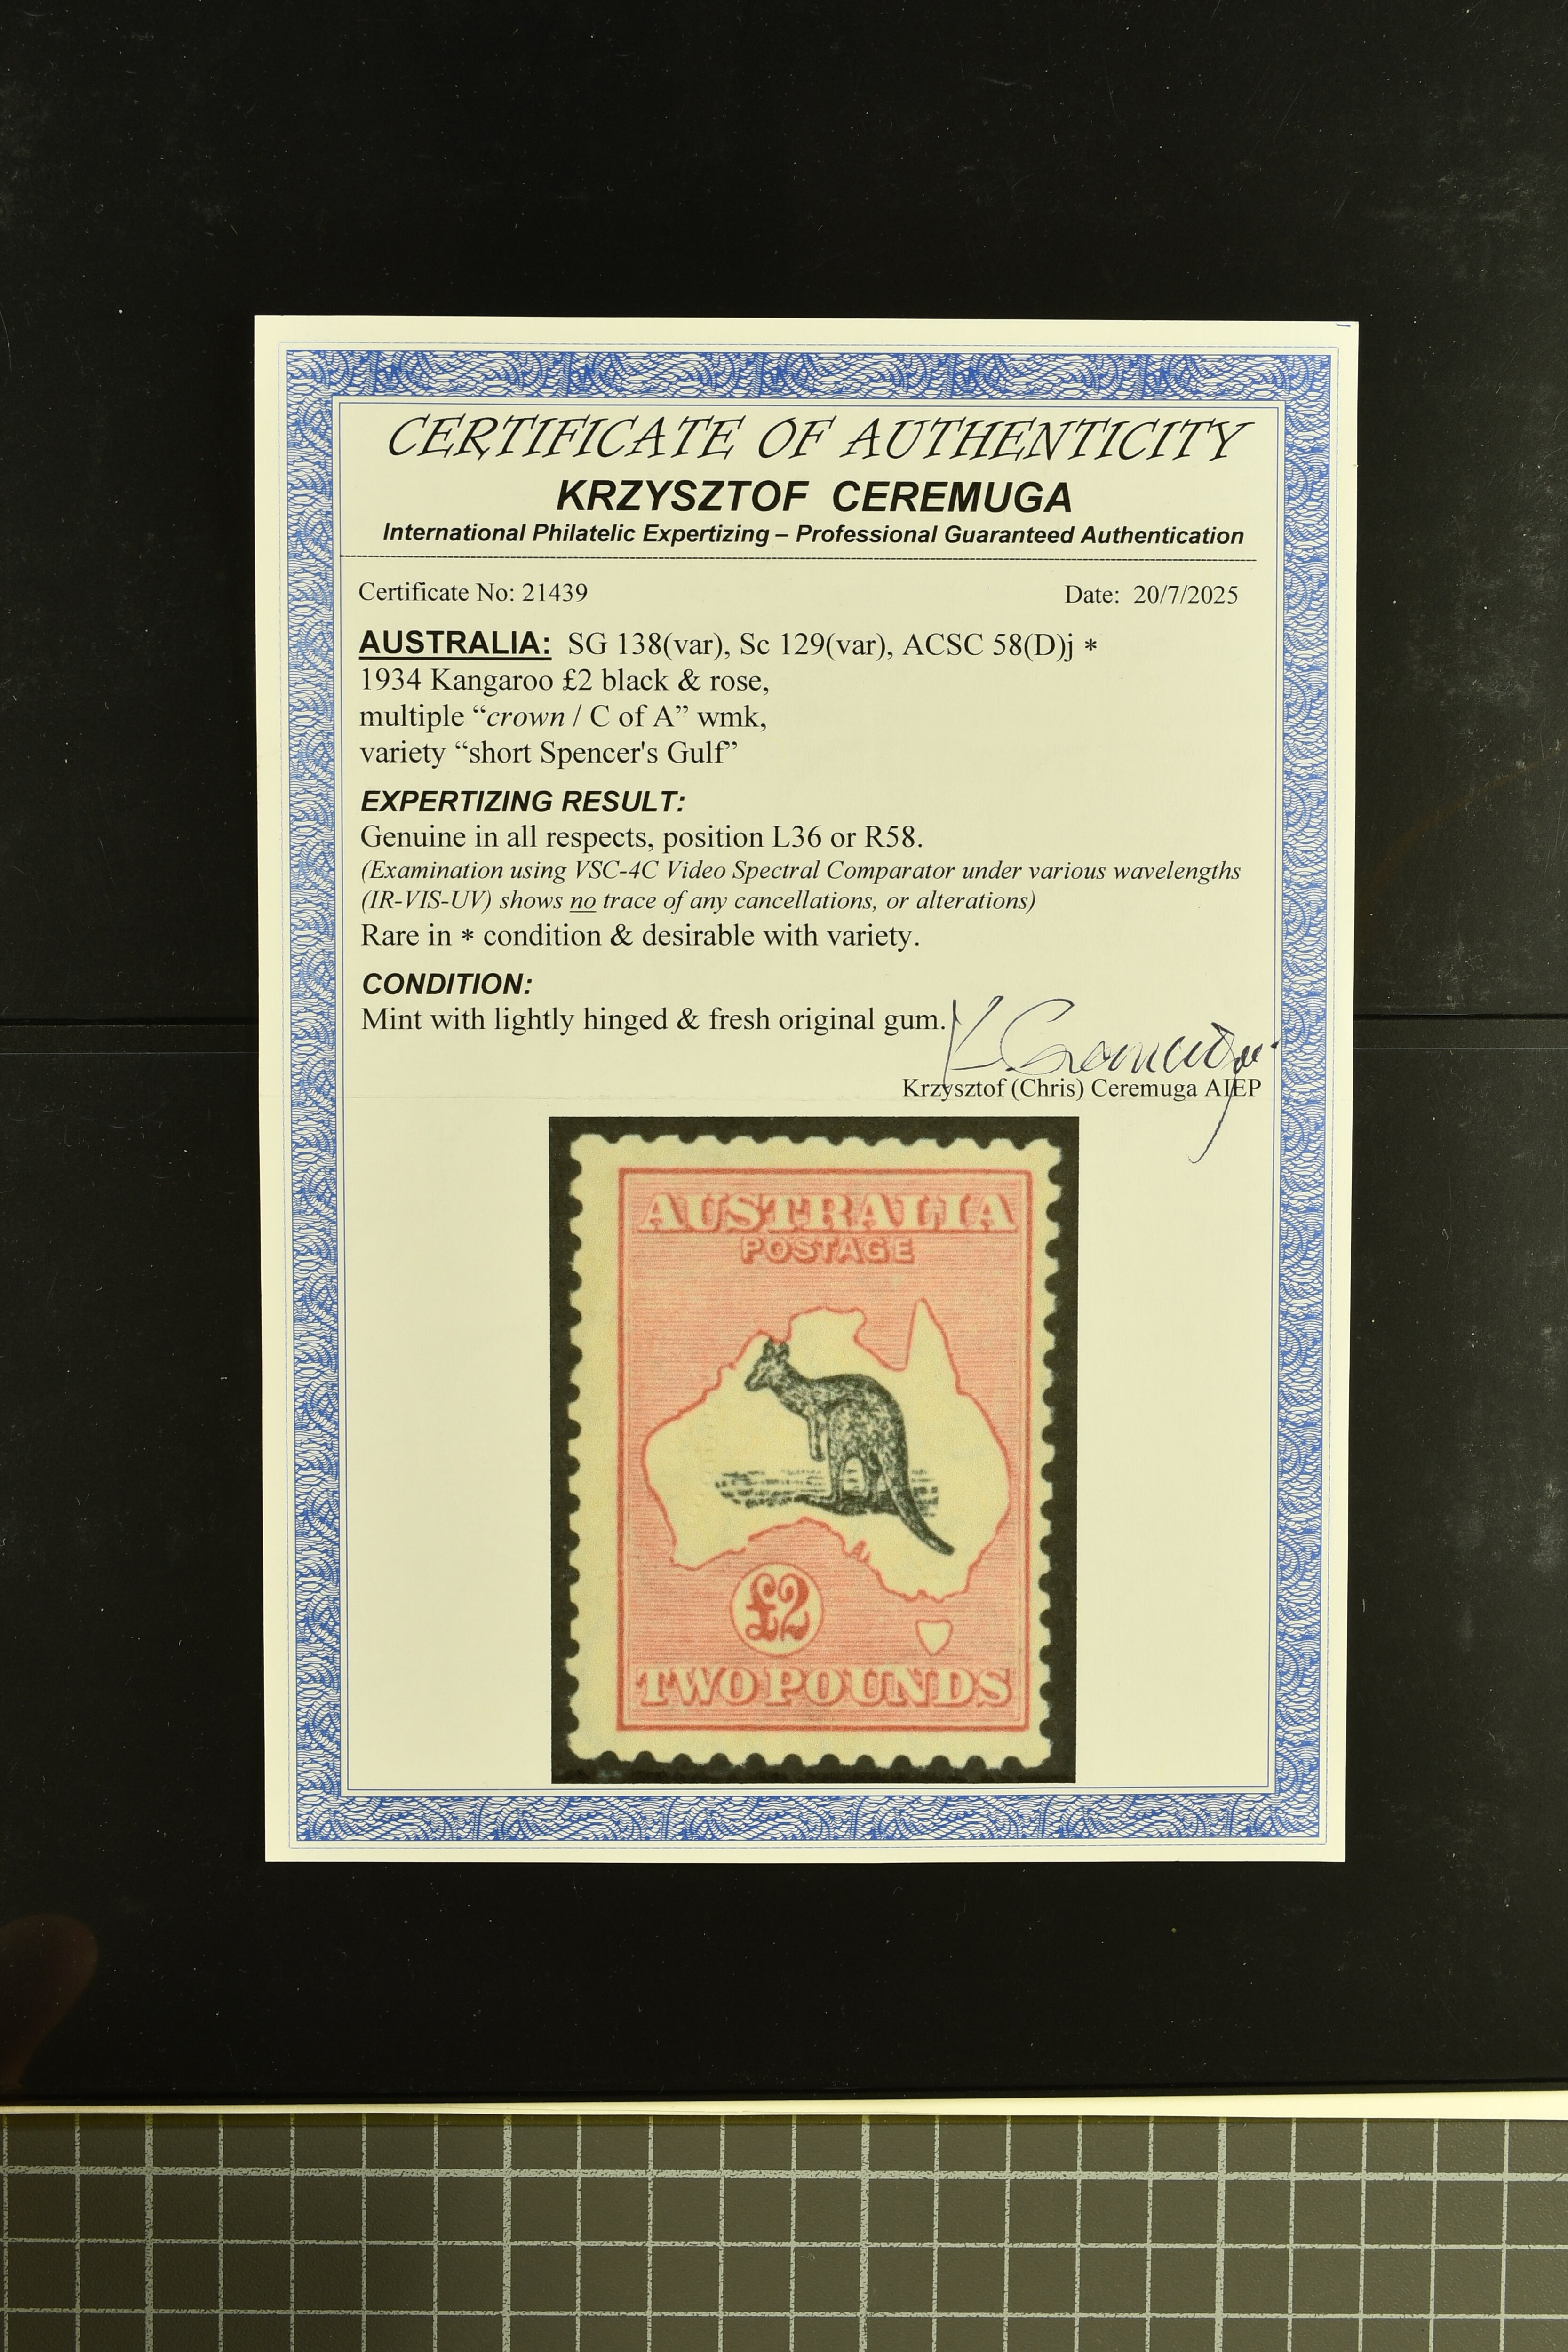 CERTIFICATE OF AUTHENTICITY
KRZYSZTOF CEREMUGA
International Philatelic Expertizing – Professional Guaranteed Authentication
Certificate No: 21439 Date: 20/7/2025
AUSTRALIA: SG 138(var), Sc 129(var), ACSC 58(D)j *
1934 Kangaroo £2 black & rose,
multiple “crown / C of A” wmk,
variety “short Spencer's Gulf”
EXPERTIZING RESULT:
Genuine in all respects, position L36 or R58.
(Examination using VSC-4C Video Spectral Comparator under various wavelengths
(IR-VIS-UV) shows no trace of any cancellations, or alterations)
Rare in * condition & desirable with variety.
CONDITION:
Mint with lightly hinged & fresh original gum.
K. Ceremuga
Krzysztof (Chris) Ceremuga AIEP
AUSTRALIA
POSTAGE
£2
TWO POUNDS